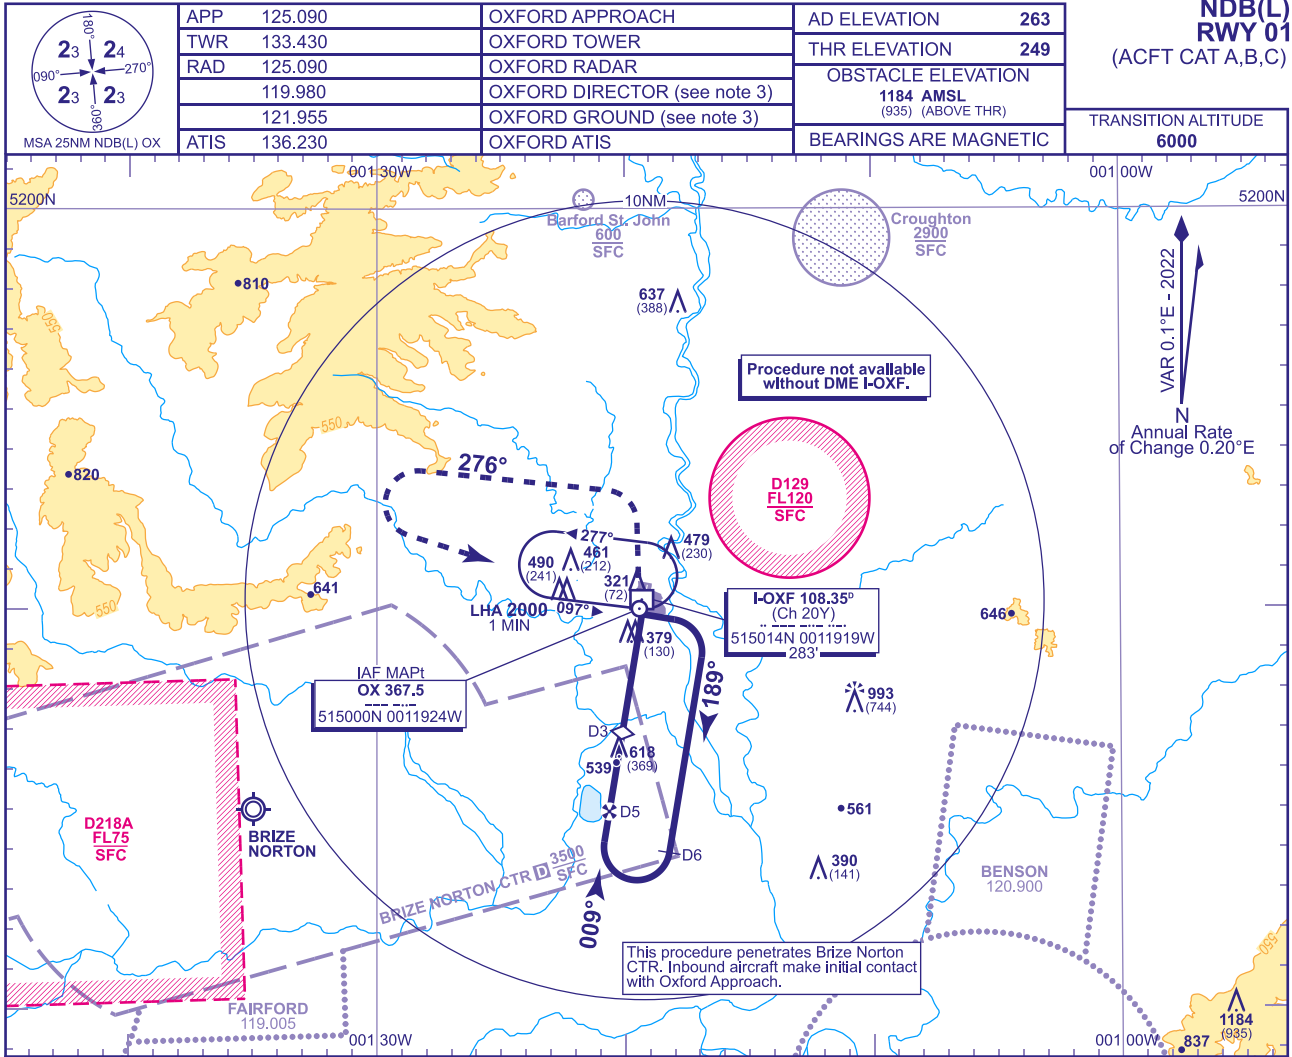 NDB(L)
RWY 01
(ACFT CAT A,B,C)
180°
23 24
090° 270°
23 23
360°
MSA 25NM NDB(L) OX
APP 125.090 OXFORD APPROACH
TWR 133.430 OXFORD TOWER
RAD 125.090 OXFORD RADAR
119.980 OXFORD DIRECTOR (see note 3)
121.955 OXFORD GROUND (see note 3)
ATIS 136.230 OXFORD ATIS
AD ELEVATION 263
THR ELEVATION 249
OBSTACLE ELEVATION
1184 AMSL
(935) (ABOVE THR)
BEARINGS ARE MAGNETIC
TRANSITION ALTITUDE
6000
001 30W
001 00W
5200N
5200N
10NM
Barford St. John
600
SFC
Croughton
2900
SFC
810
637
(388)
VAR 0.1°E - 2022
N
Annual Rate
of Change 0.20°E
550
Procedure not available
without DME I-OXF.
550
820
276°
D129
FL120
SFC
277°
479
(230)
461
(212)
490
(241)
321
(72)
641
550
LHA 2000 097°
1 MIN
I-OXF 108.35D
(Ch 20Y)
515014N 0011919W
283'
646
379
(130)
IAF MAPt
OX 367.5
515000N 0011924W
189°
993
(744)
D3
618
(369)
539
D5
561
D218A
FL75
SFC
BRIZE
NORTON
D6
390
(141)
BENSON
120.900
BRIZE NORTON CTR D 3500
SFC
009°
This procedure penetrates Brize Norton
CTR. Inbound aircraft make initial contact
with Oxford Approach.
550
FAIRFORD
119.005
1184
(935)
837
001 30W
001 00W